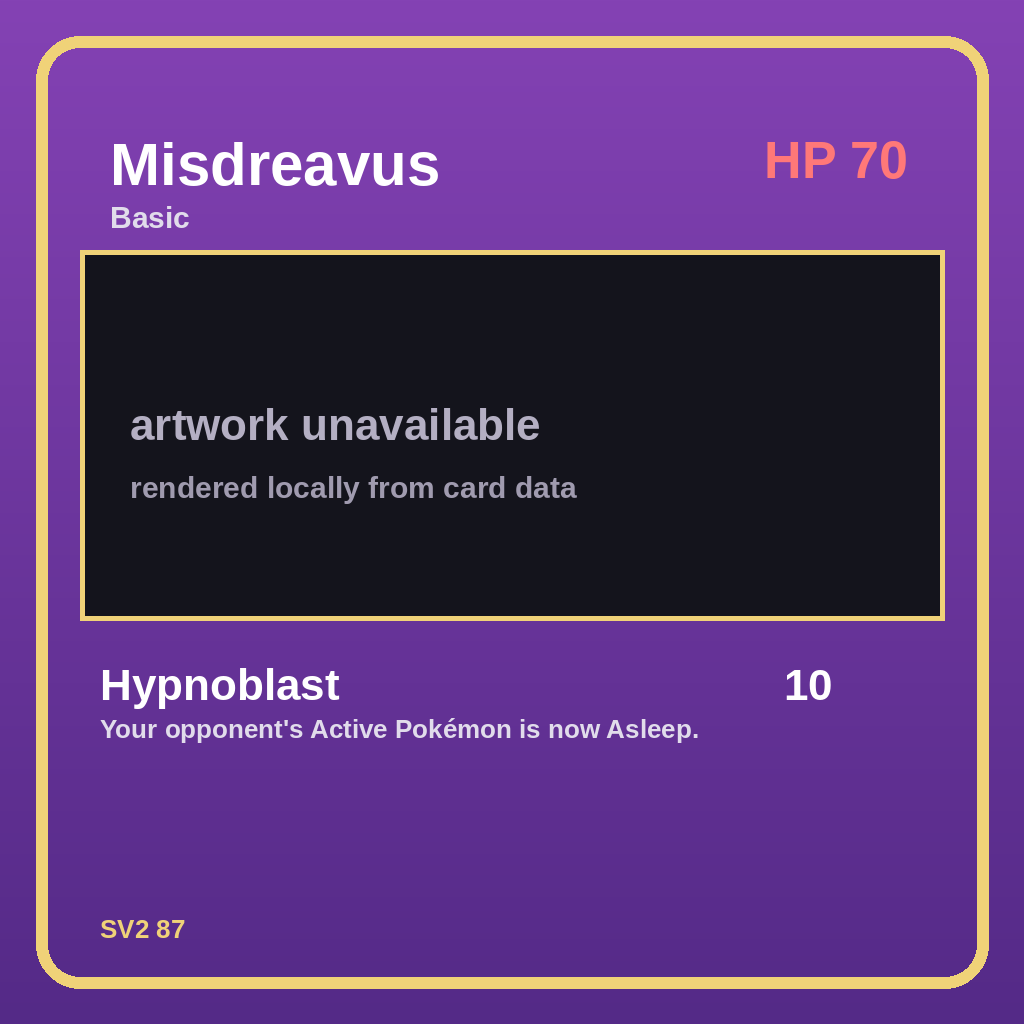 Misdreavus
HP 70
Basic
artwork unavailable
rendered locally from card data
Hypnoblast
10
Your opponent's Active Pokémon is now Asleep.
SV2 87